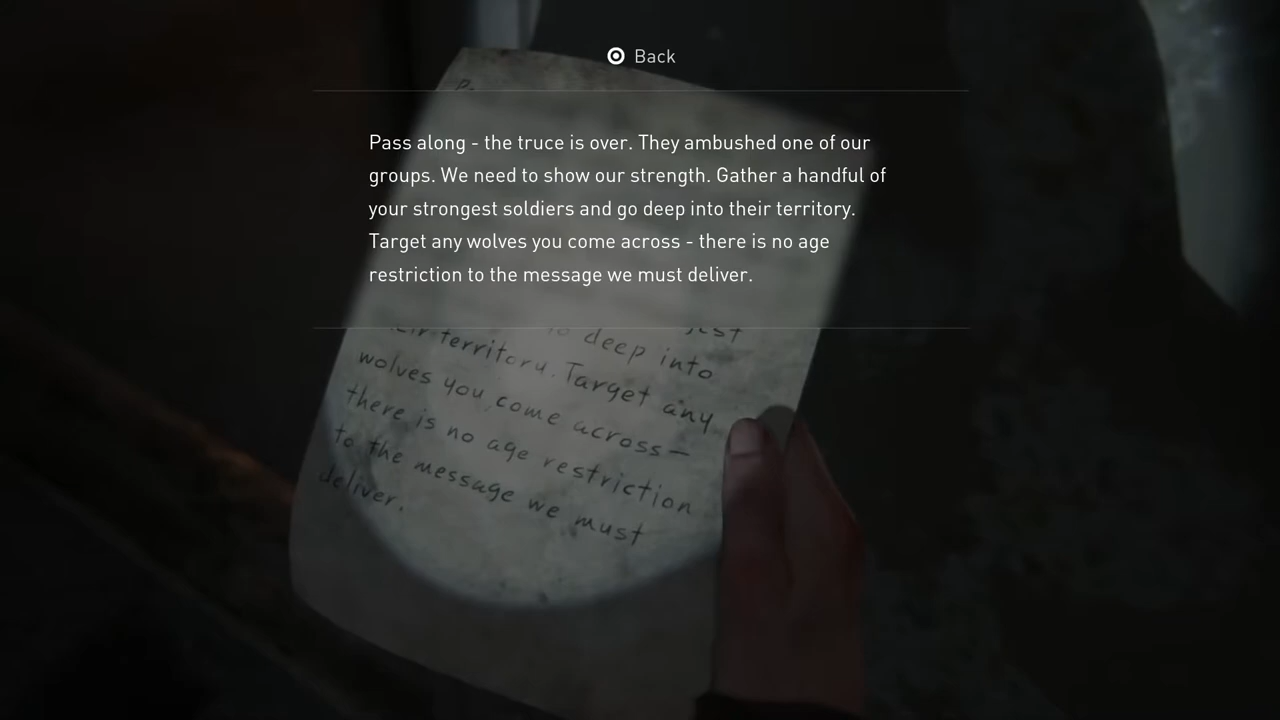 Back
Pass along - the truce is over. They ambushed one of our
groups. We need to show our strength. Gather a handful of
your strongest soldiers and go deep into their territory.
Target any wolves you come across - there is no age
restriction to the message we must deliver.
to deep into
territory. Target any
wolves you come across—
there is no age restriction
to the message we must
deliver.